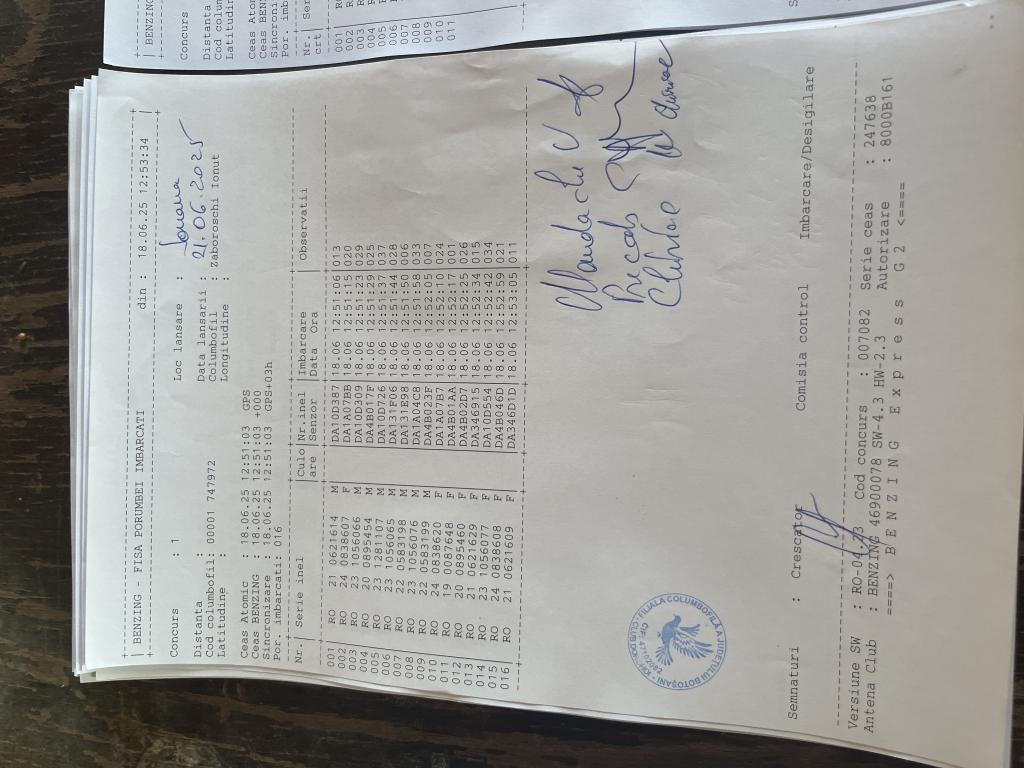 BENZING - FISA PORUMBEI IMBARCATI din : 18.06.25 12:53:34
Concurs : 1 Loc lansare :
Distanta : Data lansarii : 21.06.2025
Cod columbofil: 00001 747972 Columbofil : Zaboroschi Ionut
Latitudine : Longitudine :
Ceas Atomic : 18.06.25 12:51:03 GPS
Ceas BENZING : 18.06.25 12:51:03 +000
Sincronizare : 18.06.25 12:51:03 GPS+03h
Por. imbarcati: 016
Nr. | Serie inel |Culo|Nr.inel |Imbarcare | Observatii
are |Senzor |Data Ora
001 RO 21 0621614 M DA10D387 18.06 12:51:06 013
002 RO 24 0838607 F DA1A07BB 18.06 12:51:15 020
003 RO 23 1056066 M DA10D309 18.06 12:51:23 029
004 RO 20 0895454 M DA4B017F 18.06 12:51:29 025
005 RO 23 1281107 M DA10D726 18.06 12:51:37 037
006 RO 23 1056065 M DA131F06 18.06 12:51:44 028
007 RO 22 0583198 M DA131E98 18.06 12:51:50 006
008 RO 23 1056076 M DA1A04C8 18.06 12:51:58 033
009 RO 22 0583199 M DA4B023F 18.06 12:52:05 007
010 RO 24 0838620 F DA1A07B7 18.06 12:52:10 024
011 RO 19 0087648 F DA4B01AA 18.06 12:52:17 001
012 RO 20 0895460 F DA4B02D7 18.06 12:52:25 026
013 RO 21 0621629 F DA346915 18.06 12:52:34 015
014 RO 23 1056077 F DA10D554 18.06 12:52:42 034
015 RO 24 0838608 F DA4B046D 18.06 12:52:59 021
016 RO 21 0621609 F DA346D1D 18.06 12:53:05 011
FILIALA COLUMBOFILA A JUDETULUI BOTOŞANI
Semnaturi : Crescator Comisia control Imbarcare/Desigilare
Versiune SW : RO-04.23 Cod concurs : 007082 Serie ceas : 247638
Antena Club : BENZING 46900078 SW-4.3 HW-2.3 Autorizare : 8000B161
====> B E N Z I N G E x p r e s s G 2 <====